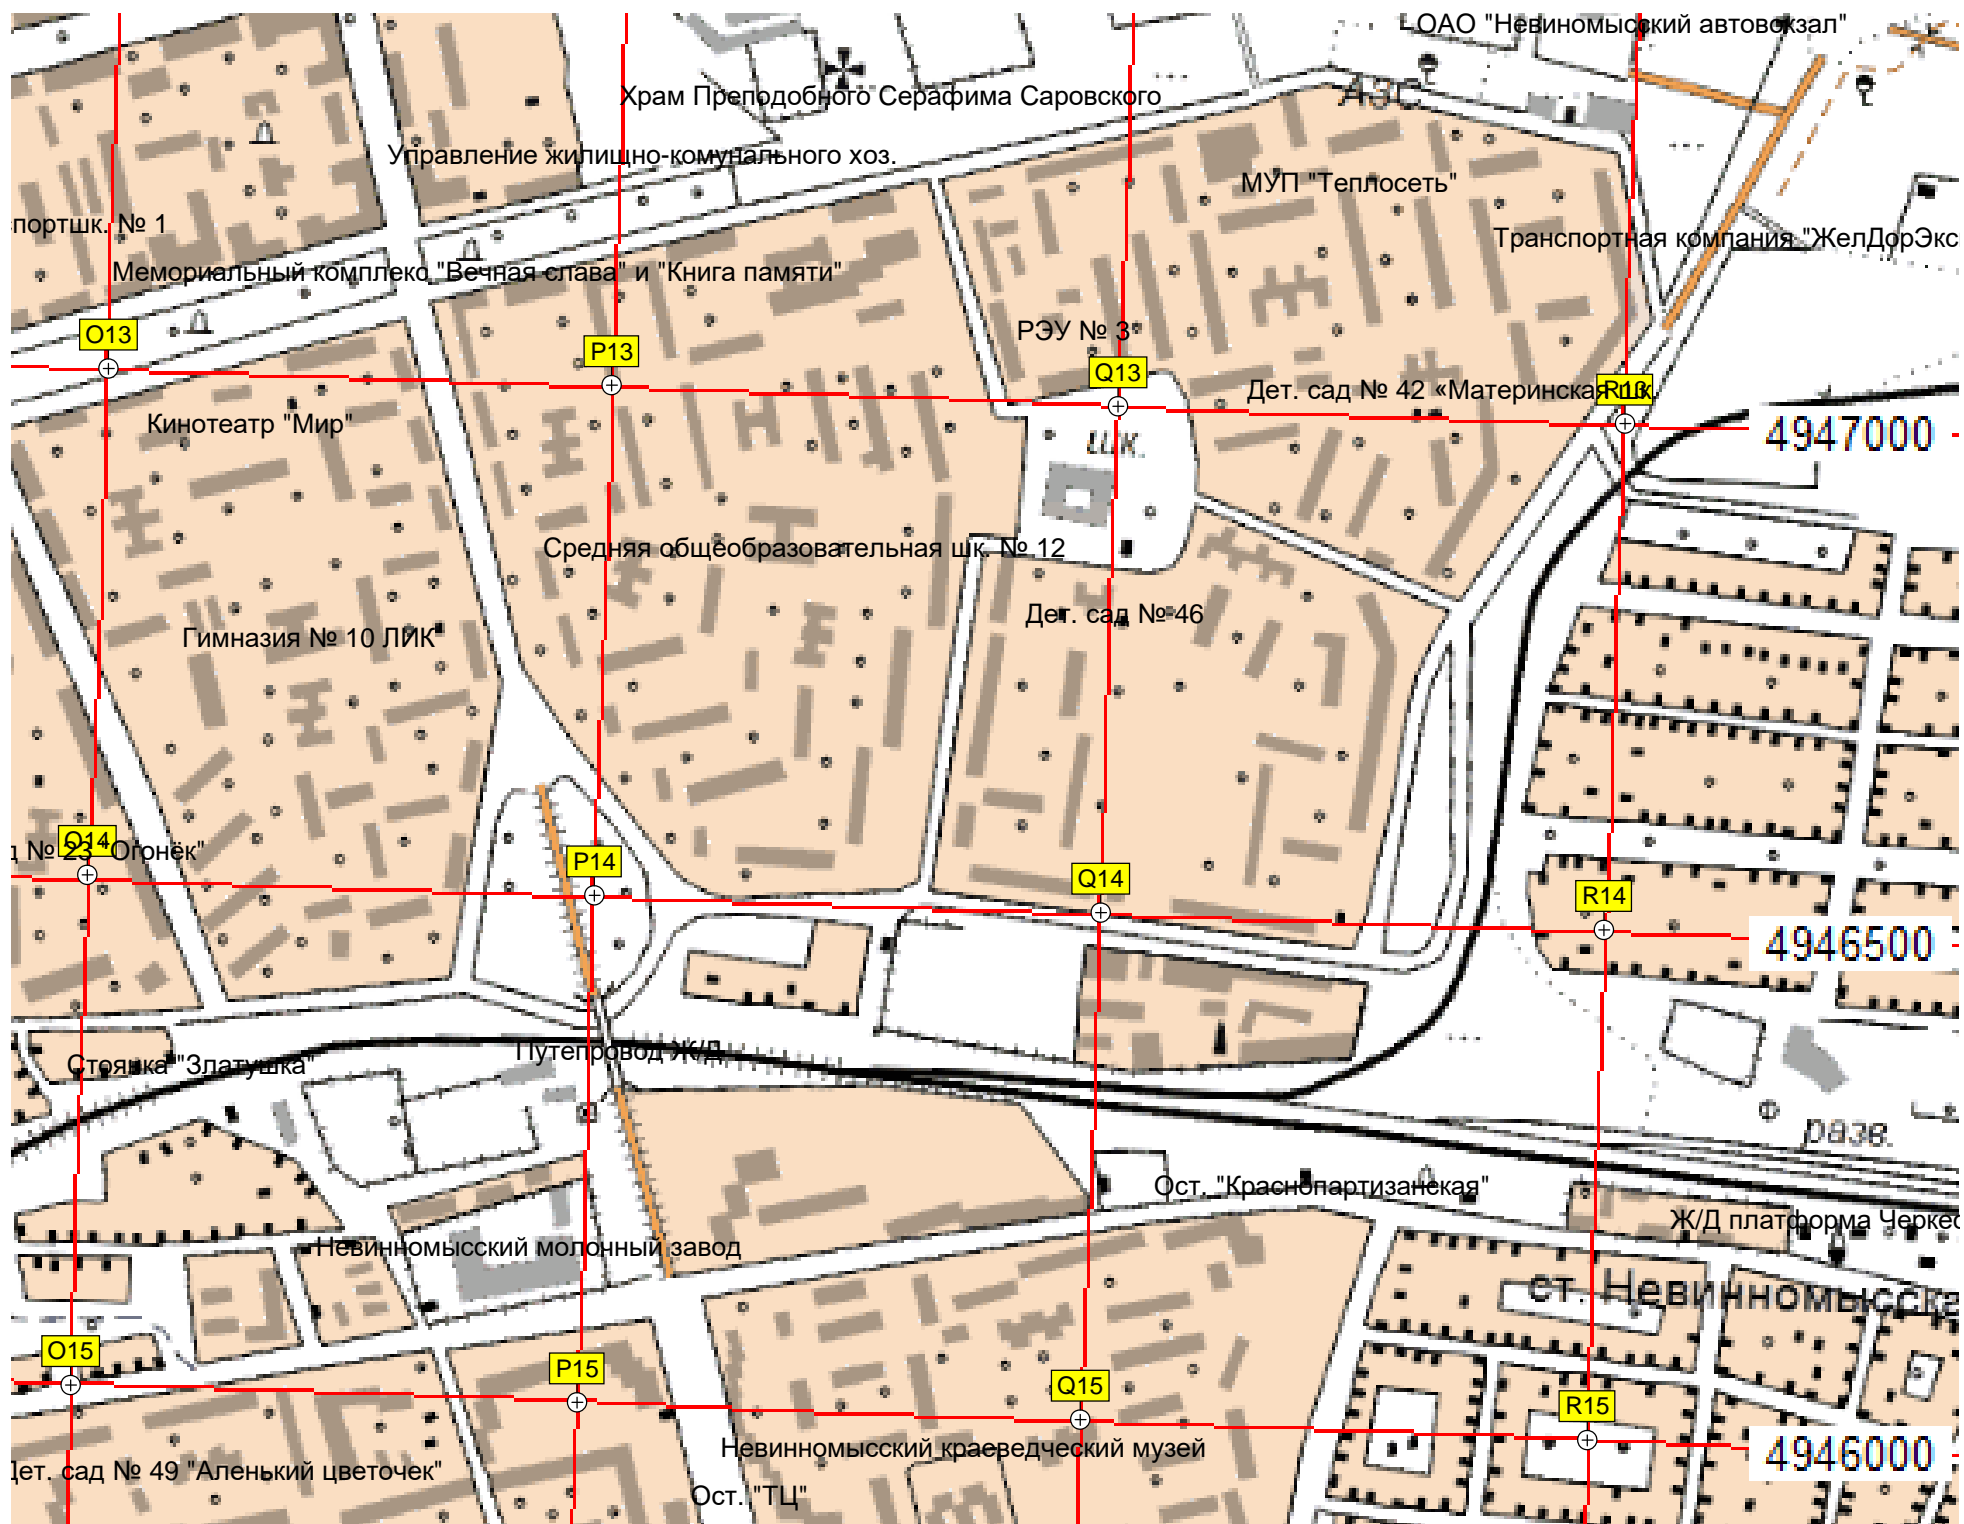 ОАО "Невиномысский автовокзал"
АЗС
Храм Преподобного Серафима Саровского
Управление жилищно-комунального хоз.
МУП "Теплосеть"
портшк. № 1
Транспортная компания "ЖелДорЭкс
Мемориальный комплекс "Вечная слава" и "Книга памяти"
O13
P13
РЭУ № 3
Q13
Дет. сад № 42 «Материнская шк
R13
Кинотеатр "Мир"
4947000
шк.
Средняя общеобразовательная шк. № 12
Дет. сад № 46
Гимназия № 10 ЛИК"
O14
№ 23 "Огонёк"
P14
Q14
R14
4946500
Путепровод Ж/Д
Стоянка "Златушка"
разв.
Ост. "Краснопартизанская"
Ж/Д платформа Черкес
Невинномысский молочный завод
ст. Невинномысска
O15
P15
Q15
R15
Невинномысский краеведческий музей
4946000
Дет. сад № 49 "Аленький цветочек"
Ост. "ТЦ"